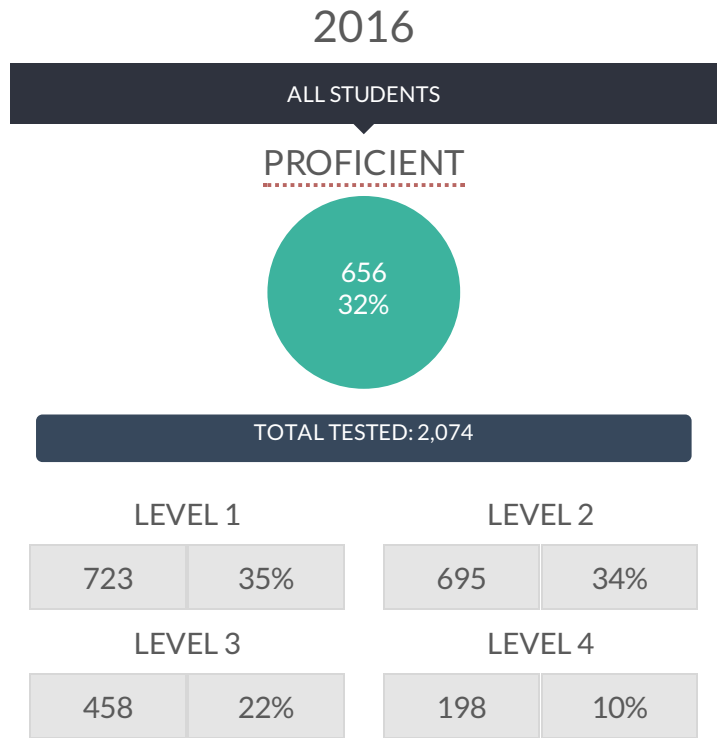 2016
ALL STUDENTS
PROFICIENT
656
32%
TOTAL TESTED: 2,074
LEVEL 1
723 35%
LEVEL 2
695 34%
LEVEL 3
458 22%
LEVEL 4
198 10%